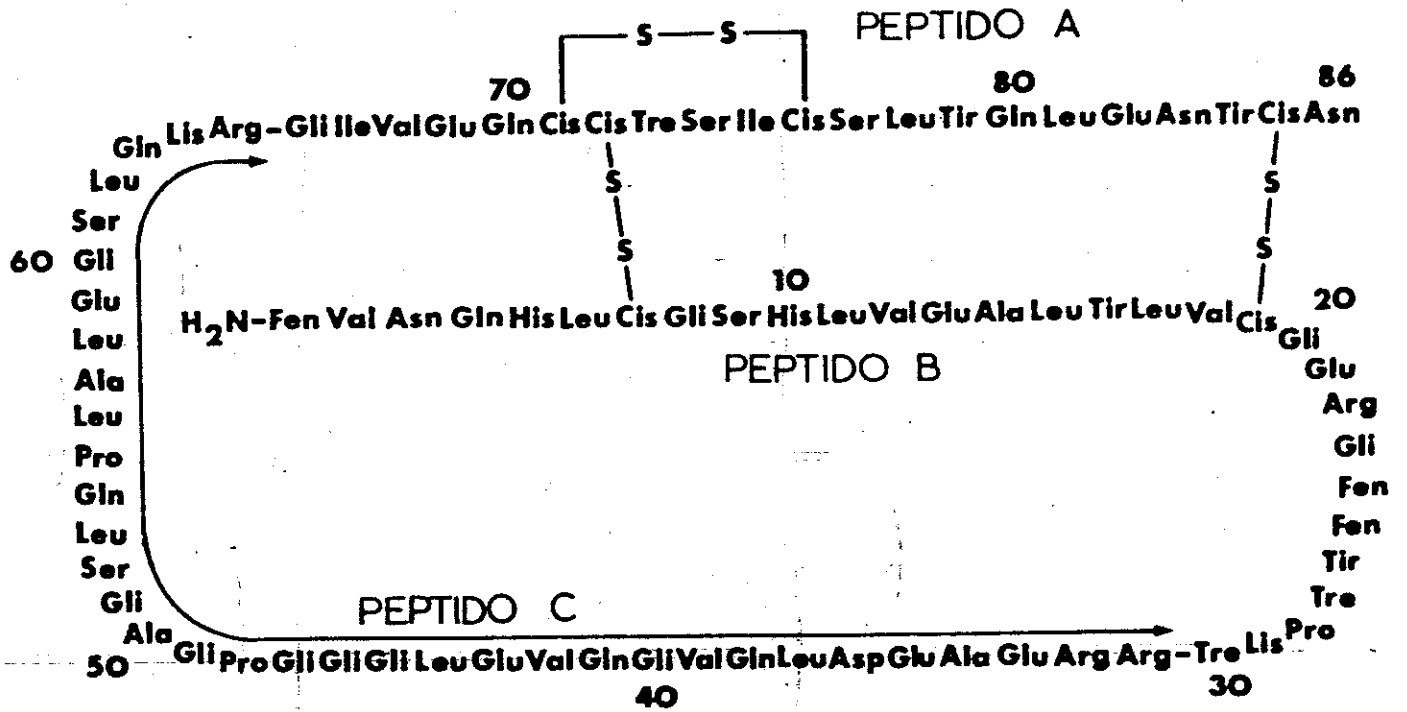 S—S PEPTIDO A
70 80 86
Gln Lis Arg-Gli Ile Val Glu Gln Cis Cis Tre Ser Ile Cis Ser Leu Tir Gln Leu Glu Asn Tir Cis Asn
Leu
S S
Ser
S S
60 Gli
10 20
Glu
H2N-Fen Val Asn Gln His Leu Cis Gli Ser His Leu Val Glu Ala Leu Tir Leu Val Cis Gli
Leu
PEPTIDO B Glu
Ala
Arg
Leu
Gli
Pro
Fen
Gln
Fen
Leu
Tir
Ser
Tre
Gli
PEPTIDO C
Pro
Ala
50 Gli Pro Gli Gli Gli Leu Glu Val Gln Gli Val Gln Leu Asp Glu Ala Glu Arg Arg-Tre Lis
40 30